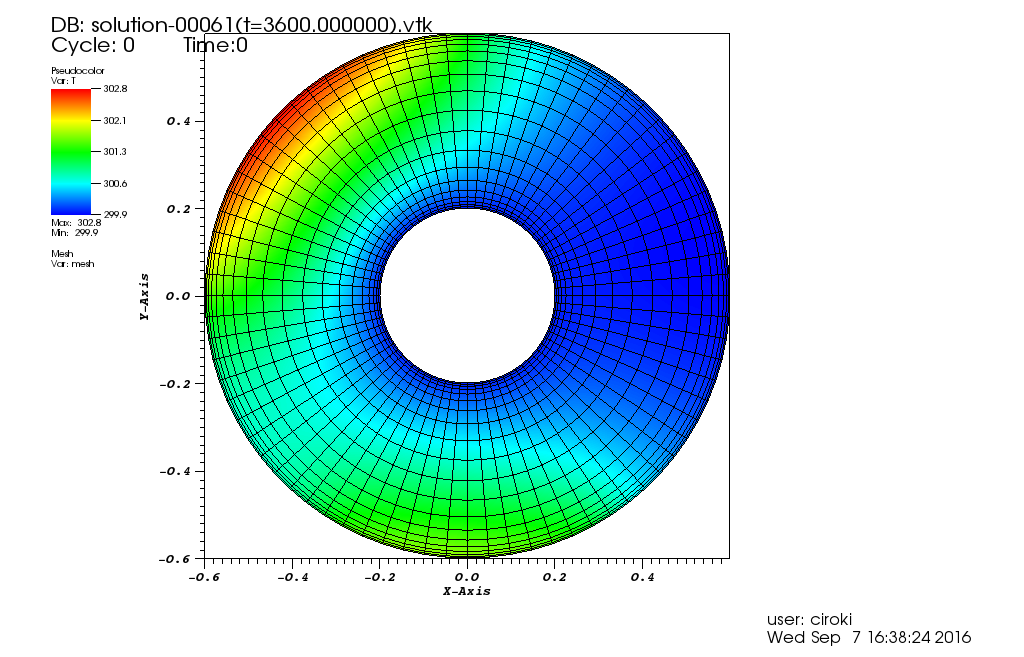 DB: solution-00061(t=3600.000000).vtk
Cycle: 0 Time:0
Pseudocolor
Var: T
302.8
302.1
301.3
300.6
299.9
Max: 302.8
Min: 299.9
Mesh
Var: mesh
0.4
0.2
0.0
-0.2
-0.4
-0.6
Y-Axis
-0.6 -0.4 -0.2 0.0 0.2 0.4
X-Axis
user: ciroki
Wed Sep 7 16:38:24 2016